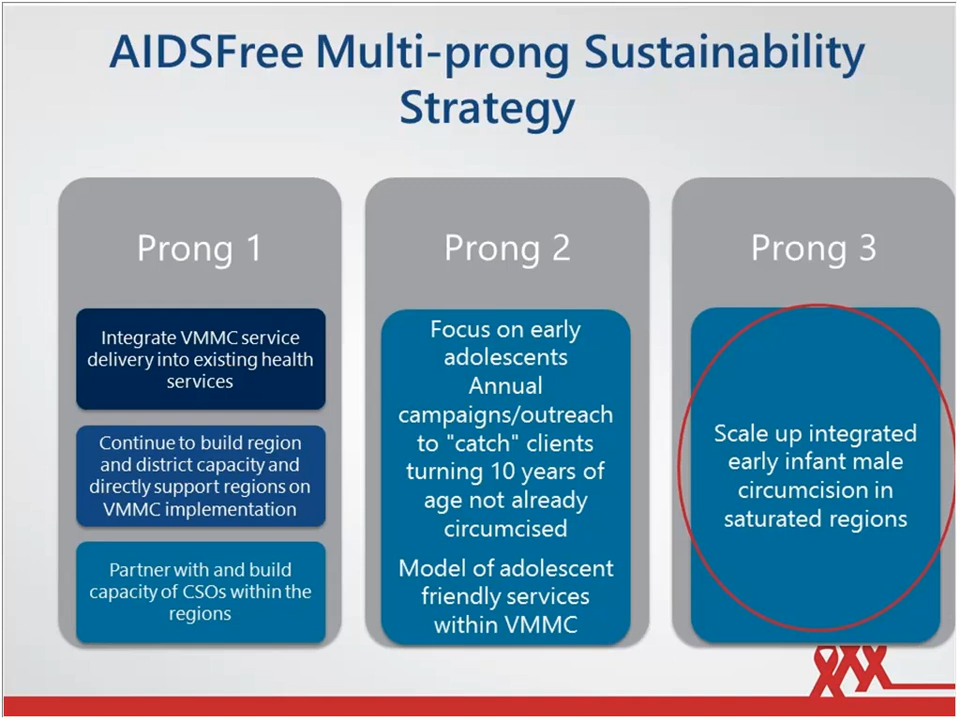 AIDSFree Multi-prong Sustainability
Strategy
Prong 1
Integrate VMMC service
delivery into existing health
services
Continue to build region
and district capacity and
directly support regions on
VMMC implementation
Partner with and build
capacity of CSOs within the
regions
Prong 2
Focus on early
adolescents
Annual
campaigns/outreach
to "catch" clients
turning 10 years of
age not already
circumcised
Model of adolescent
friendly services
within VMMC
Prong 3
Scale up integrated
early infant male
circumcision in
saturated regions